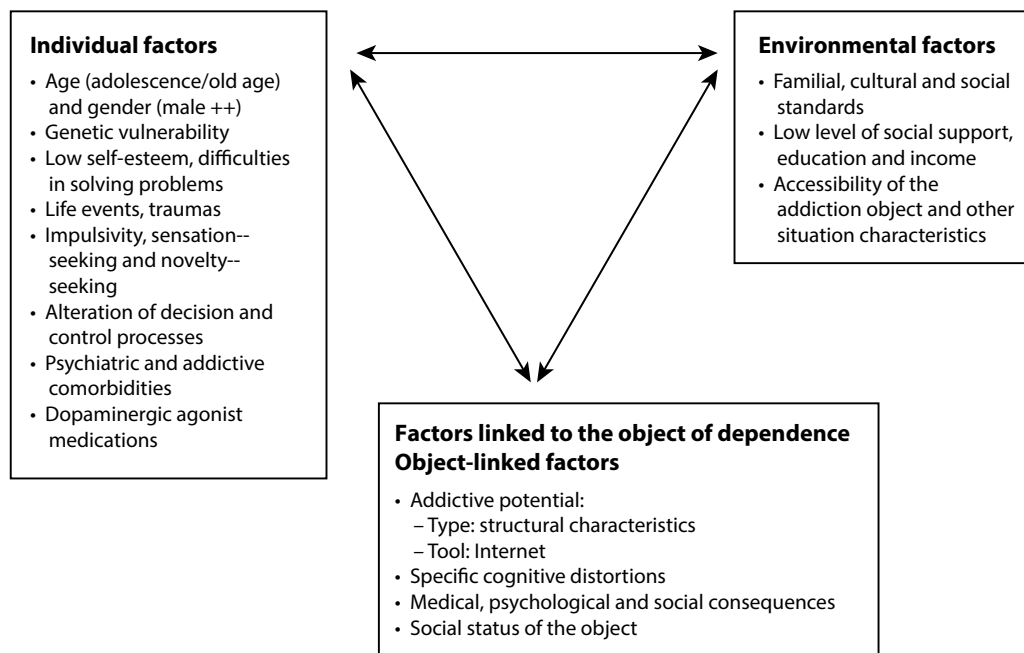 Individual factors
• Age (adolescence/old age)
and gender (male ++)
• Genetic vulnerability
• Low self-esteem, difficulties
in solving problems
• Life events, traumas
• Impulsivity, sensation--
seeking and novelty--
seeking
• Alteration of decision and
control processes
• Psychiatric and addictive
comorbidities
• Dopaminergic agonist
medications
Environmental factors
• Familial, cultural and social
standards
• Low level of social support,
education and income
• Accessibility of the
addiction object and other
situation characteristics
Factors linked to the object of dependence
Object-linked factors
• Addictive potential:
– Type: structural characteristics
– Tool: Internet
• Specific cognitive distortions
• Medical, psychological and social consequences
• Social status of the object